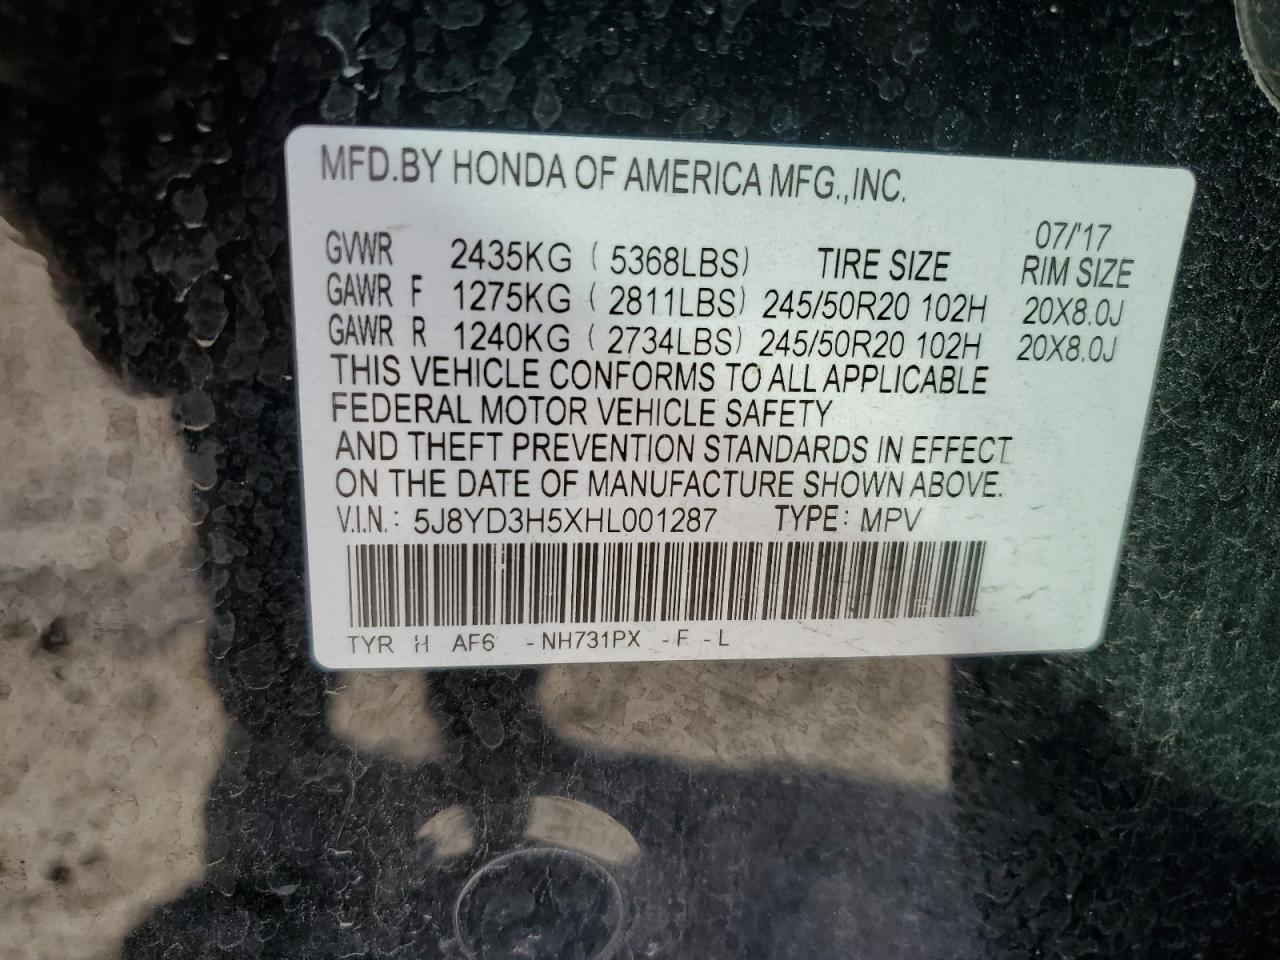 MFD.BY HONDA OF AMERICA MFG.,INC.
07/'17
GVWR 2435KG ( 5368LBS) TIRE SIZE RIM SIZE
GAWR F 1275KG ( 2811LBS) 245/50R20 102H 20X8.0J
GAWR R 1240KG ( 2734LBS) 245/50R20 102H 20X8.0J
THIS VEHICLE CONFORMS TO ALL APPLICABLE
FEDERAL MOTOR VEHICLE SAFETY
AND THEFT PREVENTION STANDARDS IN EFFECT
ON THE DATE OF MANUFACTURE SHOWN ABOVE.
V.I.N.: 5J8YD3H5XHL001287 TYPE: MPV
TYR H AF6 -NH731PX -F -L